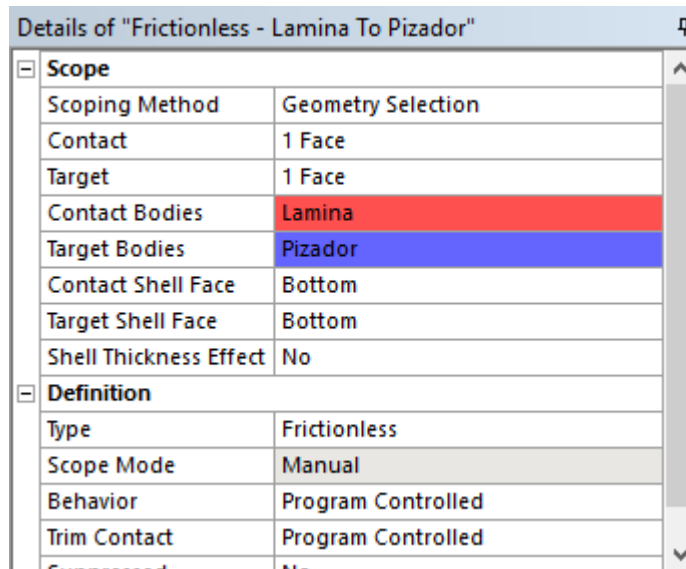 Details of "Frictionless - Lamina To Pizador"
Scope
Scoping Method Geometry Selection
Contact 1 Face
Target 1 Face
Contact Bodies Lamina
Target Bodies Pizador
Contact Shell Face Bottom
Target Shell Face Bottom
Shell Thickness Effect No
Definition
Type Frictionless
Scope Mode Manual
Behavior Program Controlled
Trim Contact Program Controlled